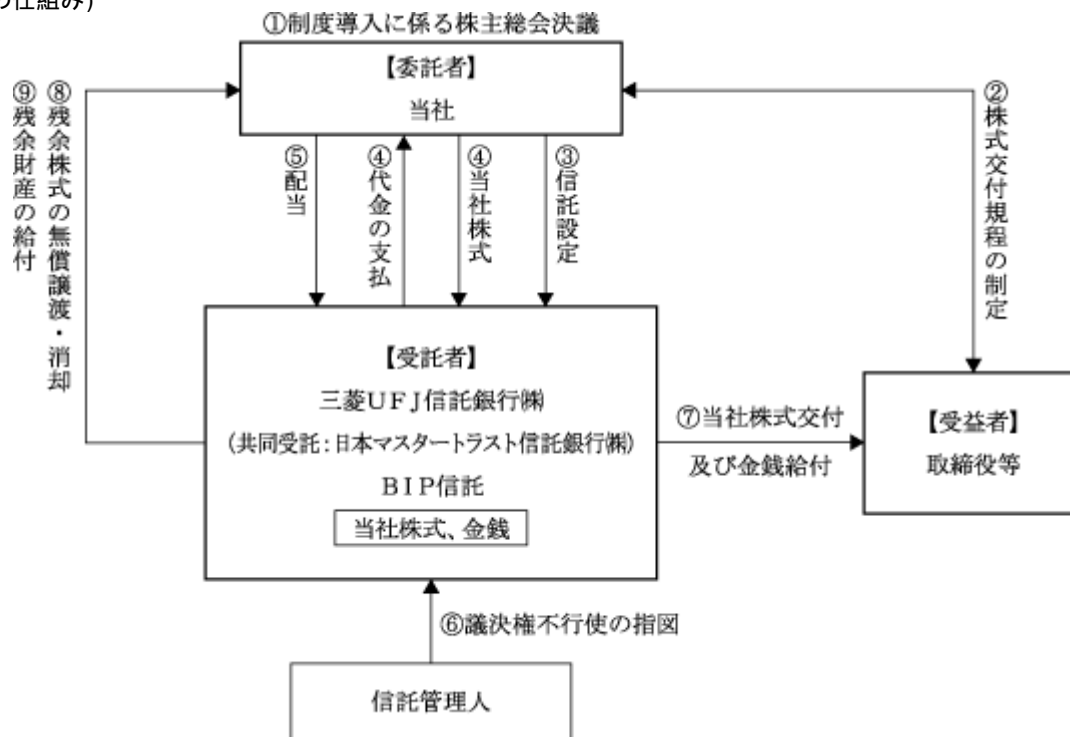 の仕組み)
①制度導入に係る株主総会決議
【委託者】
当社
⑨残余財産の給付
⑧残余株式の無償譲渡・消却
⑤配当
④代金の支払
④当社株式
③信託設定
②株式交付規程の制定
【受託者】
三菱UFJ信託銀行㈱
(共同受託:日本マスタートラスト信託銀行㈱)
BIP信託
当社株式、金銭
⑦当社株式交付
及び金銭給付
【受益者】
取締役等
⑥議決権不行使の指図
信託管理人